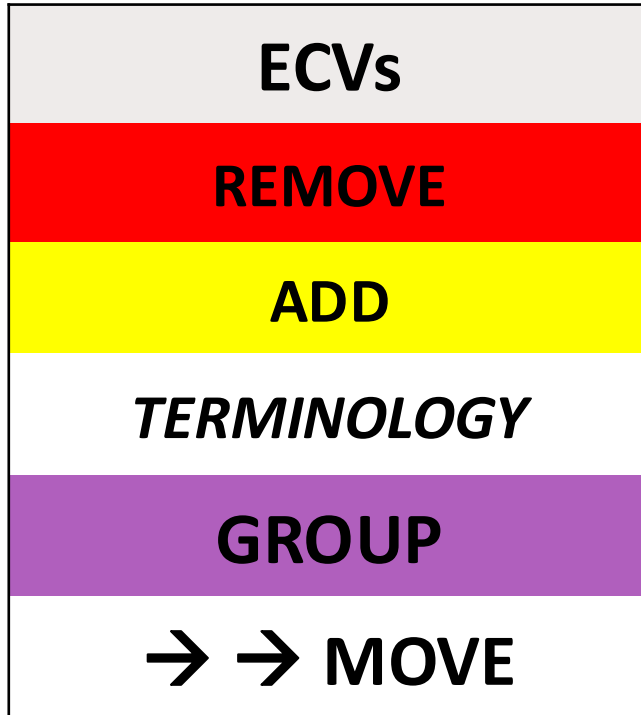 ECVs
REMOVE
ADD
TERMINOLOGY
GROUP
→ → MOVE